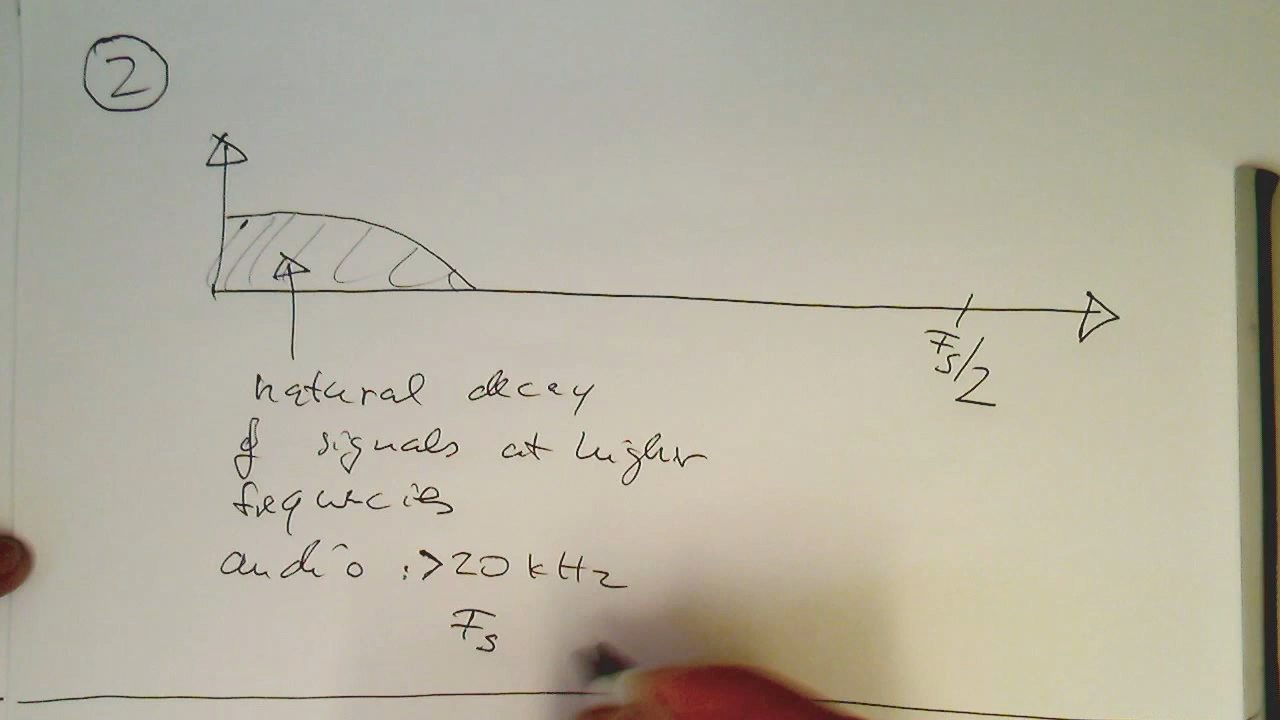 2
Fs/2
natural decay
of signals at higher
frequencies
audio : >20 kHz
Fs